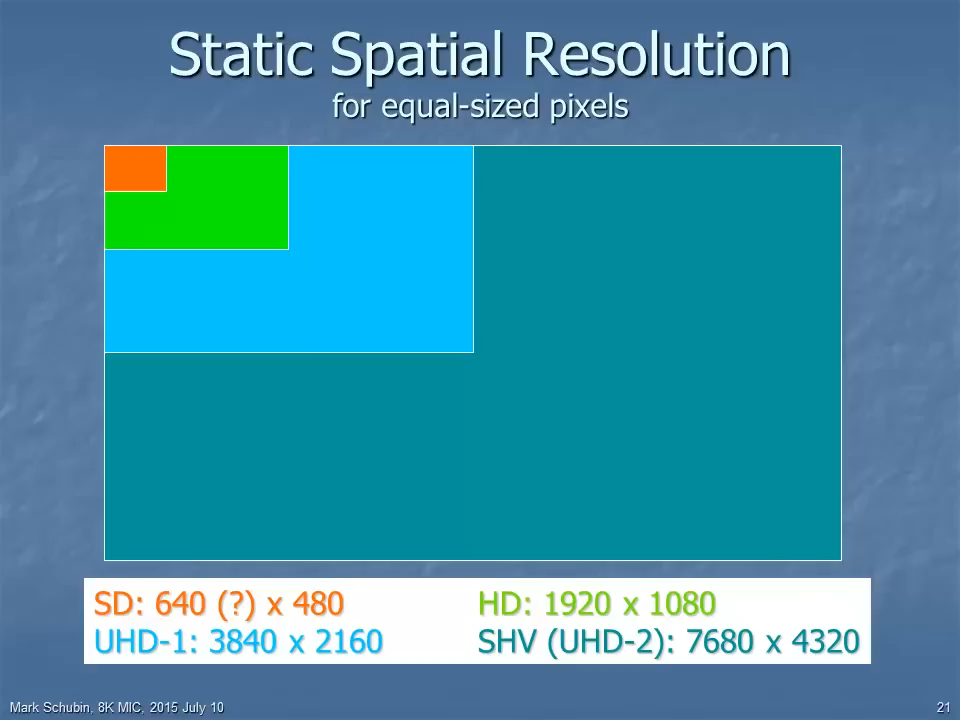 Static Spatial Resolution
for equal-sized pixels
SD: 640 (?) x 480
HD: 1920 x 1080
UHD-1: 3840 x 2160
SHV (UHD-2): 7680 x 4320
Mark Schubin, 8K MIC, 2015 July 10
21